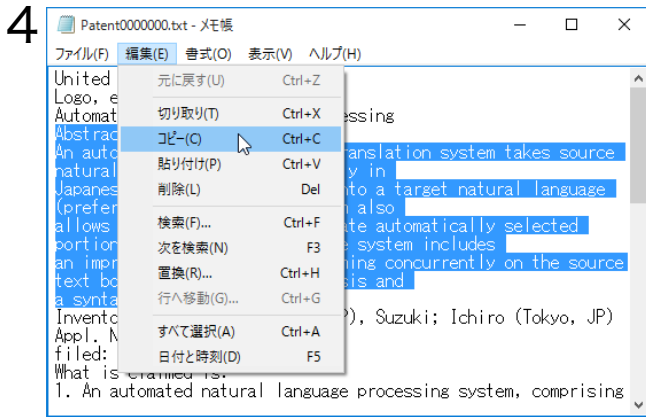 4
Patent0000000.txt - メモ帳
ファイル(F) 編集(E) 書式(O) 表示(V) ヘルプ(H)
元に戻す(U) Ctrl+Z
切り取り(T) Ctrl+X
コピー(C) Ctrl+C
貼り付け(P) Ctrl+V
削除(L) Del
検索(F)... Ctrl+F
次を検索(N) F3
置換(R)... Ctrl+H
行へ移動(G)... Ctrl+G
すべて選択(A) Ctrl+A
日付と時刻(D) F5
United
Logo, e
Automat essing
Abstrac
An auto ranslation system takes source
natural y in
Japanes to a target natural language
(prefer also
allows te automatically selected
portion e system includes
an impr ning concurrently on the source
text bo sis and
a synta
Invento ), Suzuki; Ichiro (Tokyo, JP)
Appl. N
filed:
What is claimed is:
1. An automated natural language processing system, comprising